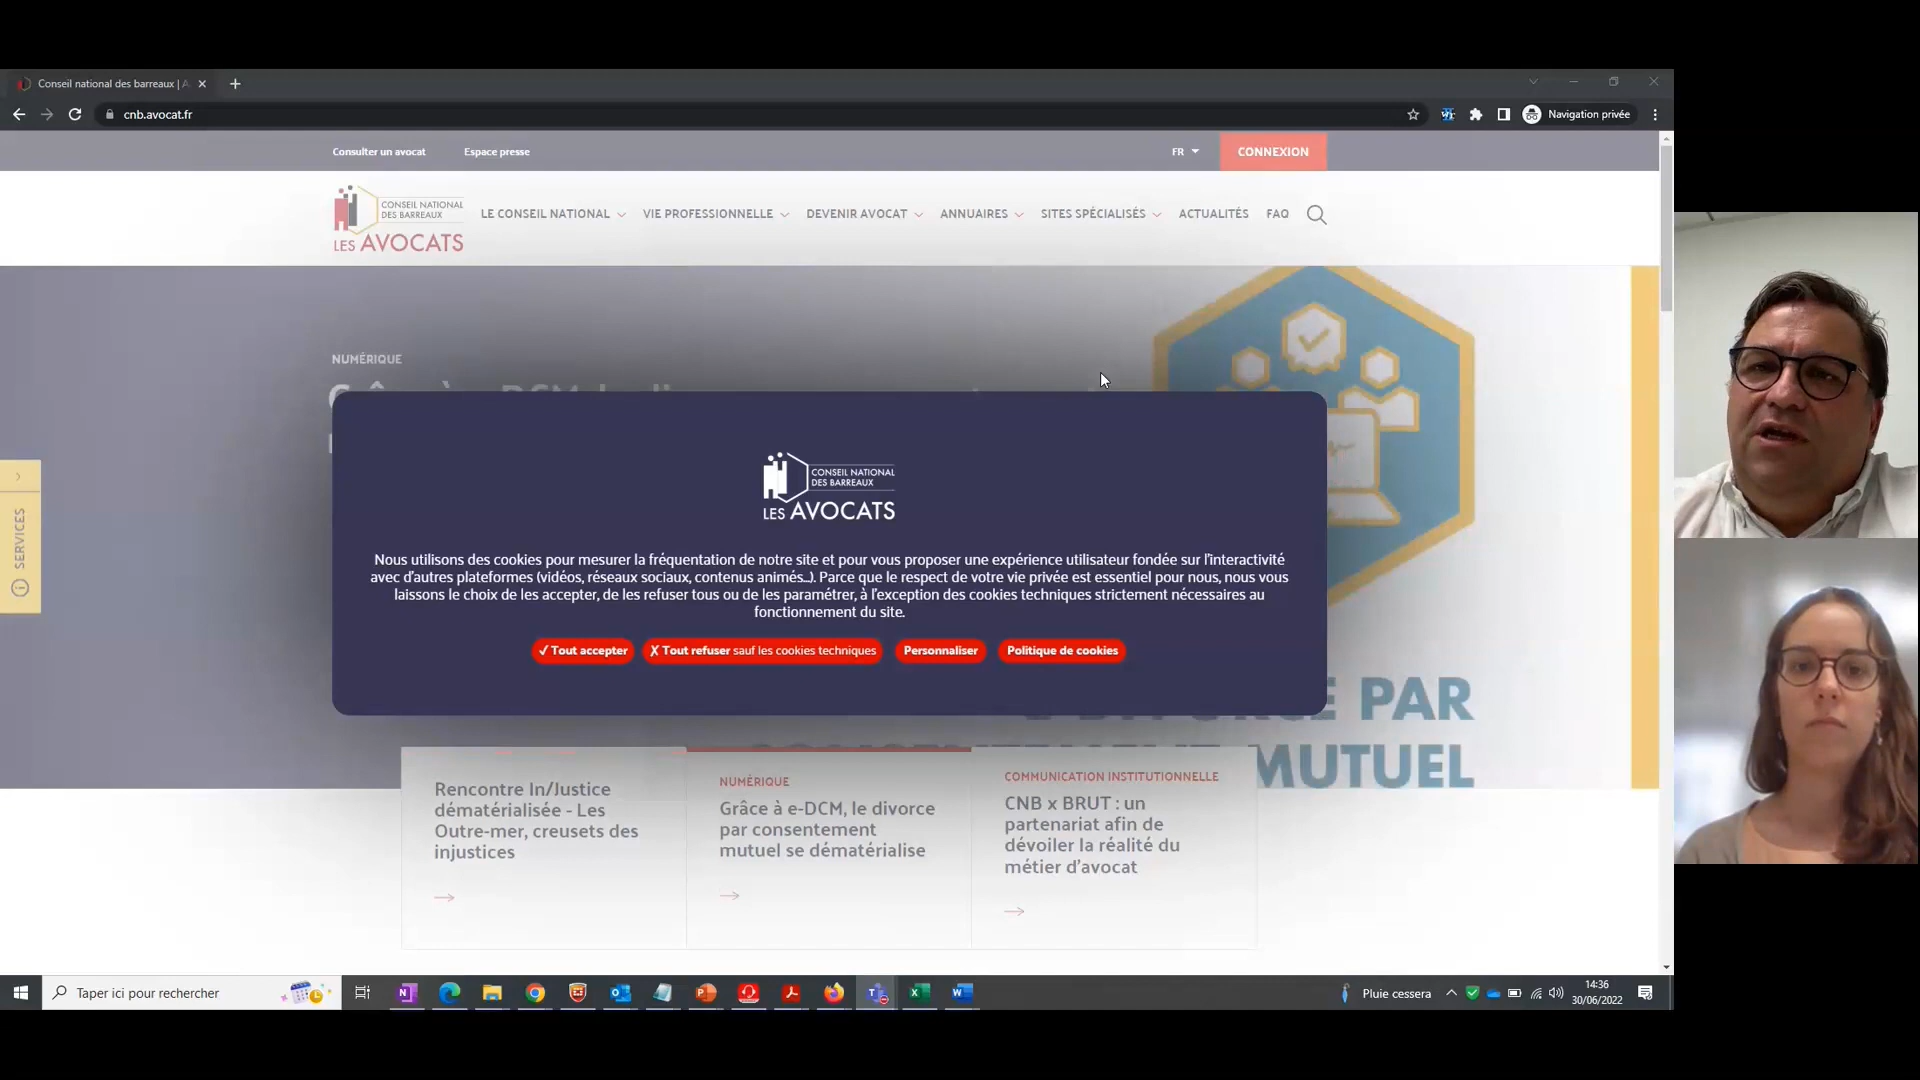 Conseil national des barreaux | A
cnb.avocat.fr
Navigation privée
Consulter un avocat
Espace presse
FR
CONNEXION
CONSEIL NATIONAL
DES BARREAUX
LES AVOCATS
LE CONSEIL NATIONAL
VIE PROFESSIONNELLE
DEVENIR AVOCAT
ANNUAIRES
SITES SPÉCIALISÉS
ACTUALITÉS
FAQ
NUMÉRIQUE
SERVICES
CONSEIL NATIONAL
DES BARREAUX
LES AVOCATS
Nous utilisons des cookies pour mesurer la fréquentation de notre site et pour vous proposer une expérience utilisateur fondée sur l'interactivité
avec d'autres plateformes (vidéos, réseaux sociaux, contenus animés…). Parce que le respect de votre vie privée est essentiel pour nous, nous vous
laissons le choix de les accepter, de les refuser tous ou de les paramétrer, à l'exception des cookies techniques strictement nécessaires au
fonctionnement du site.
✓ Tout accepter
✗ Tout refuser sauf les cookies techniques
Personnaliser
Politique de cookies
PAR
MUTUEL
Rencontre In/Justice
dématérialisée - Les
Outre-mer, creusets des
injustices
NUMÉRIQUE
Grâce à e-DCM, le divorce
par consentement
mutuel se dématérialise
COMMUNICATION INSTITUTIONNELLE
CNB x BRUT : un
partenariat afin de
dévoiler la réalité du
métier d'avocat
Taper ici pour rechercher
Pluie cessera
14:36
30/06/2022